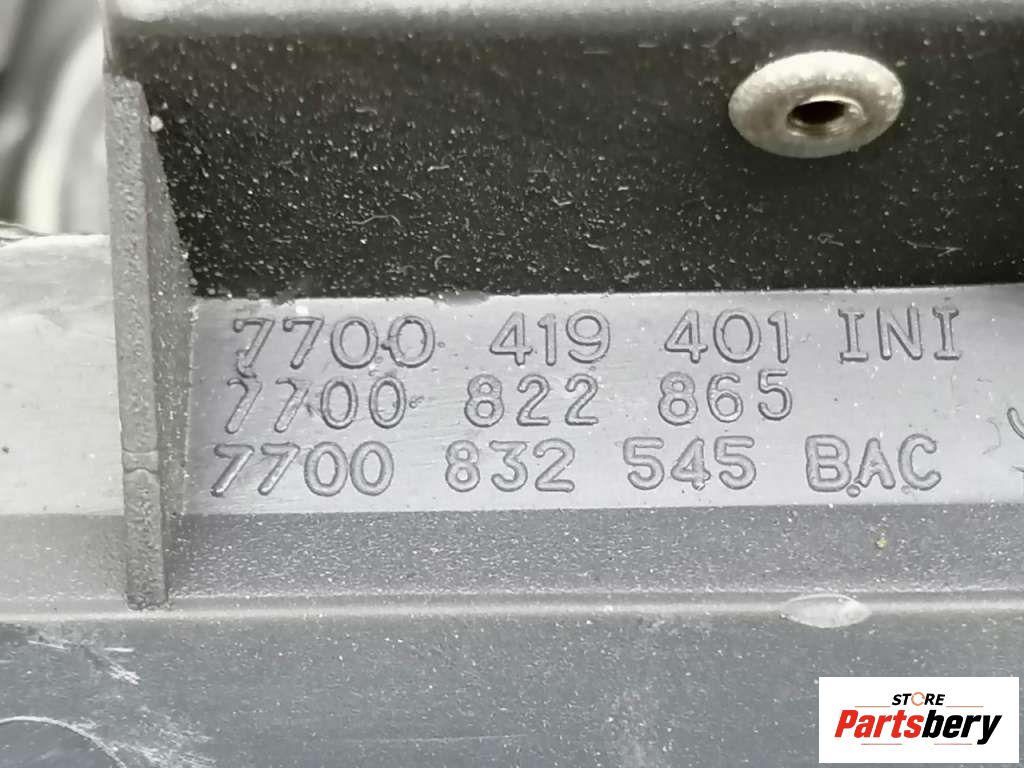 7700 419 401 INI
7700 822 865
7700 832 545 BAC
STORE
Partsbery